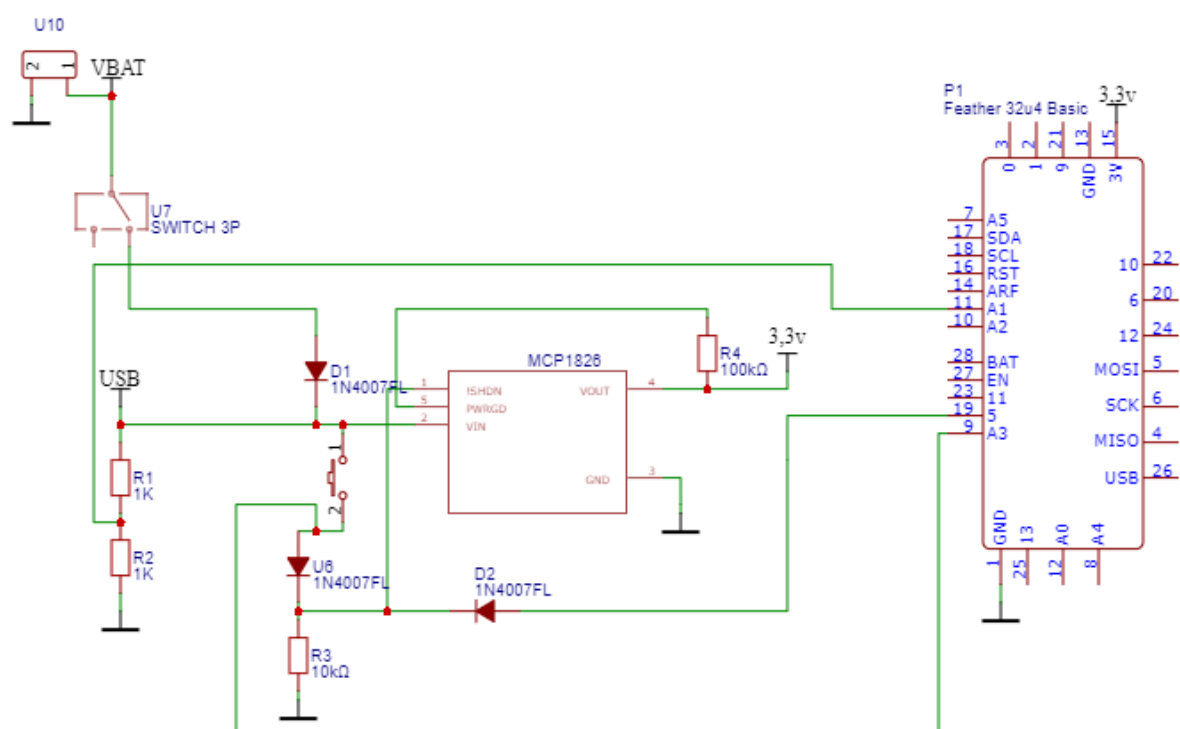 U10
2 1
VBAT
U7
SWITCH 3P
USB
R1
1K
R2
1K
D1
1N4007FL
1
2
U6
1N4007FL
R3
10kΩ
D2
1N4007FL
MCP1826
1 !SHDN
5 PWRGD
2 VIN
VOUT 4
GND 3
R4
100kΩ
3,3v
P1
Feather 32u4 Basic
3,3v
3 2 21 13 15
0 1 9 GND 3V
7 A5
17 SDA
18 SCL
16 RST
14 ARF
11 A1
10 A2
28 BAT
27 EN
23 11
19 5
9 A3
10 22
6 20
12 24
MOSI 5
SCK 6
MISO 4
USB 26
GND 13 A0 A4
1 25 12 8